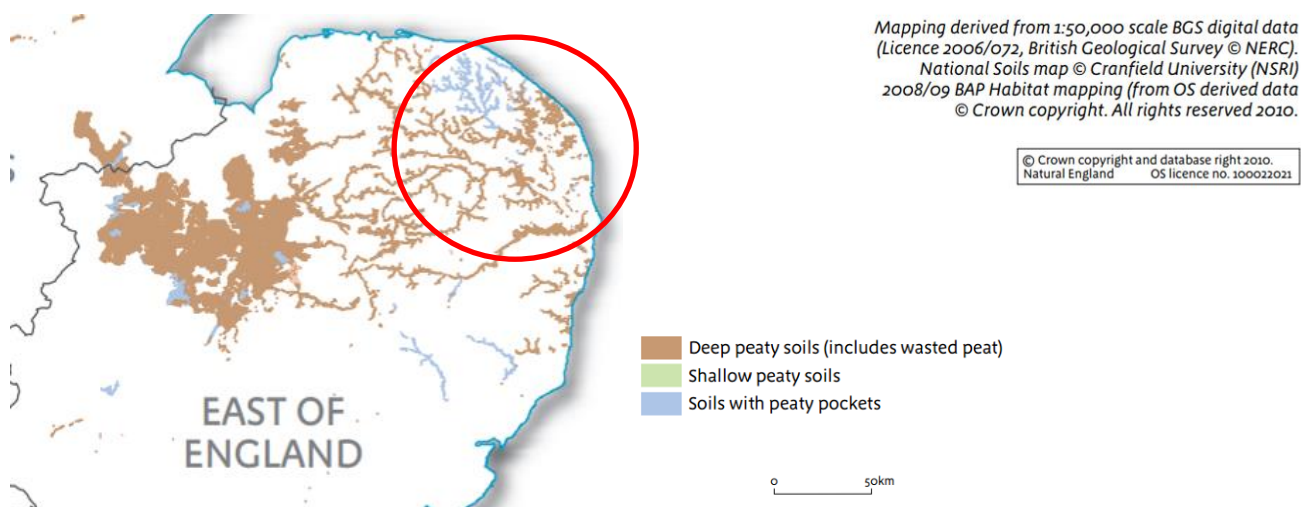 Mapping derived from 1:50,000 scale BGS digital data
(Licence 2006/072, British Geological Survey © NERC).
National Soils map © Cranfield University (NSRI)
2008/09 BAP Habitat mapping (from OS derived data
© Crown copyright. All rights reserved 2010.
© Crown copyright and database right 2010.
Natural England OS licence no. 100022021
Deep peaty soils (includes wasted peat)
Shallow peaty soils
Soils with peaty pockets
EAST OF
ENGLAND
0 50km